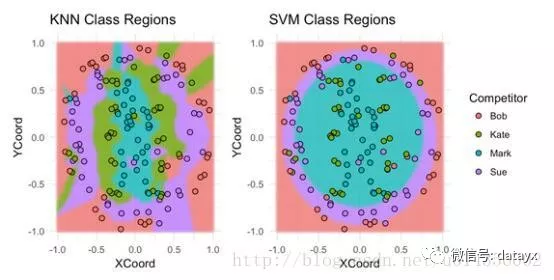 KNN Class Regions
SVM Class Regions
YCoord
1.0
0.5
0.0
-0.5
-1.0
-1.0
-0.5
0.0
0.5
1.0
XCoord
YCoord
1.0
0.5
0.0
-0.5
-1.0
-1.0
-0.5
0.0
0.5
1.0
XCoord
Competitor
Bob
Kate
Mark
Sue
微信号: datayx